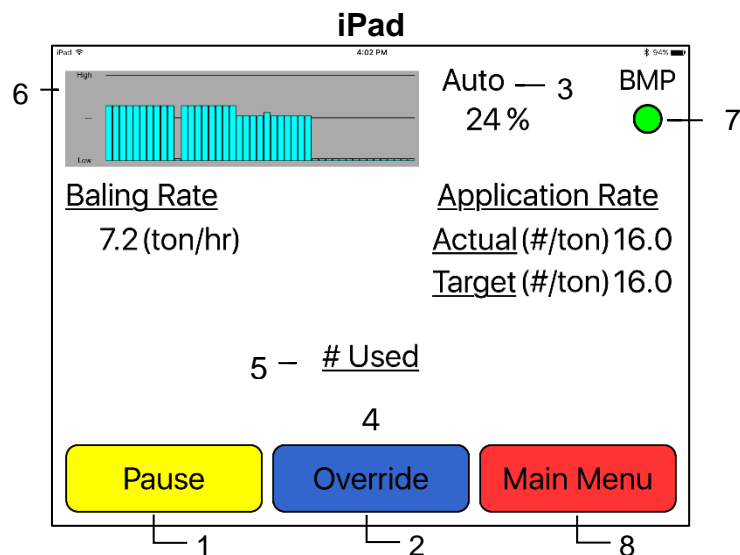 iPad
iPad 4:02 PM 94%
High
Auto 3 BMP
6
24 % 7
Low
Baling Rate Application Rate
7.2 (ton/hr) Actual (#/ton) 16.0
Target (#/ton) 16.0
5 # Used
4
Pause Override Main Menu
1 2 8